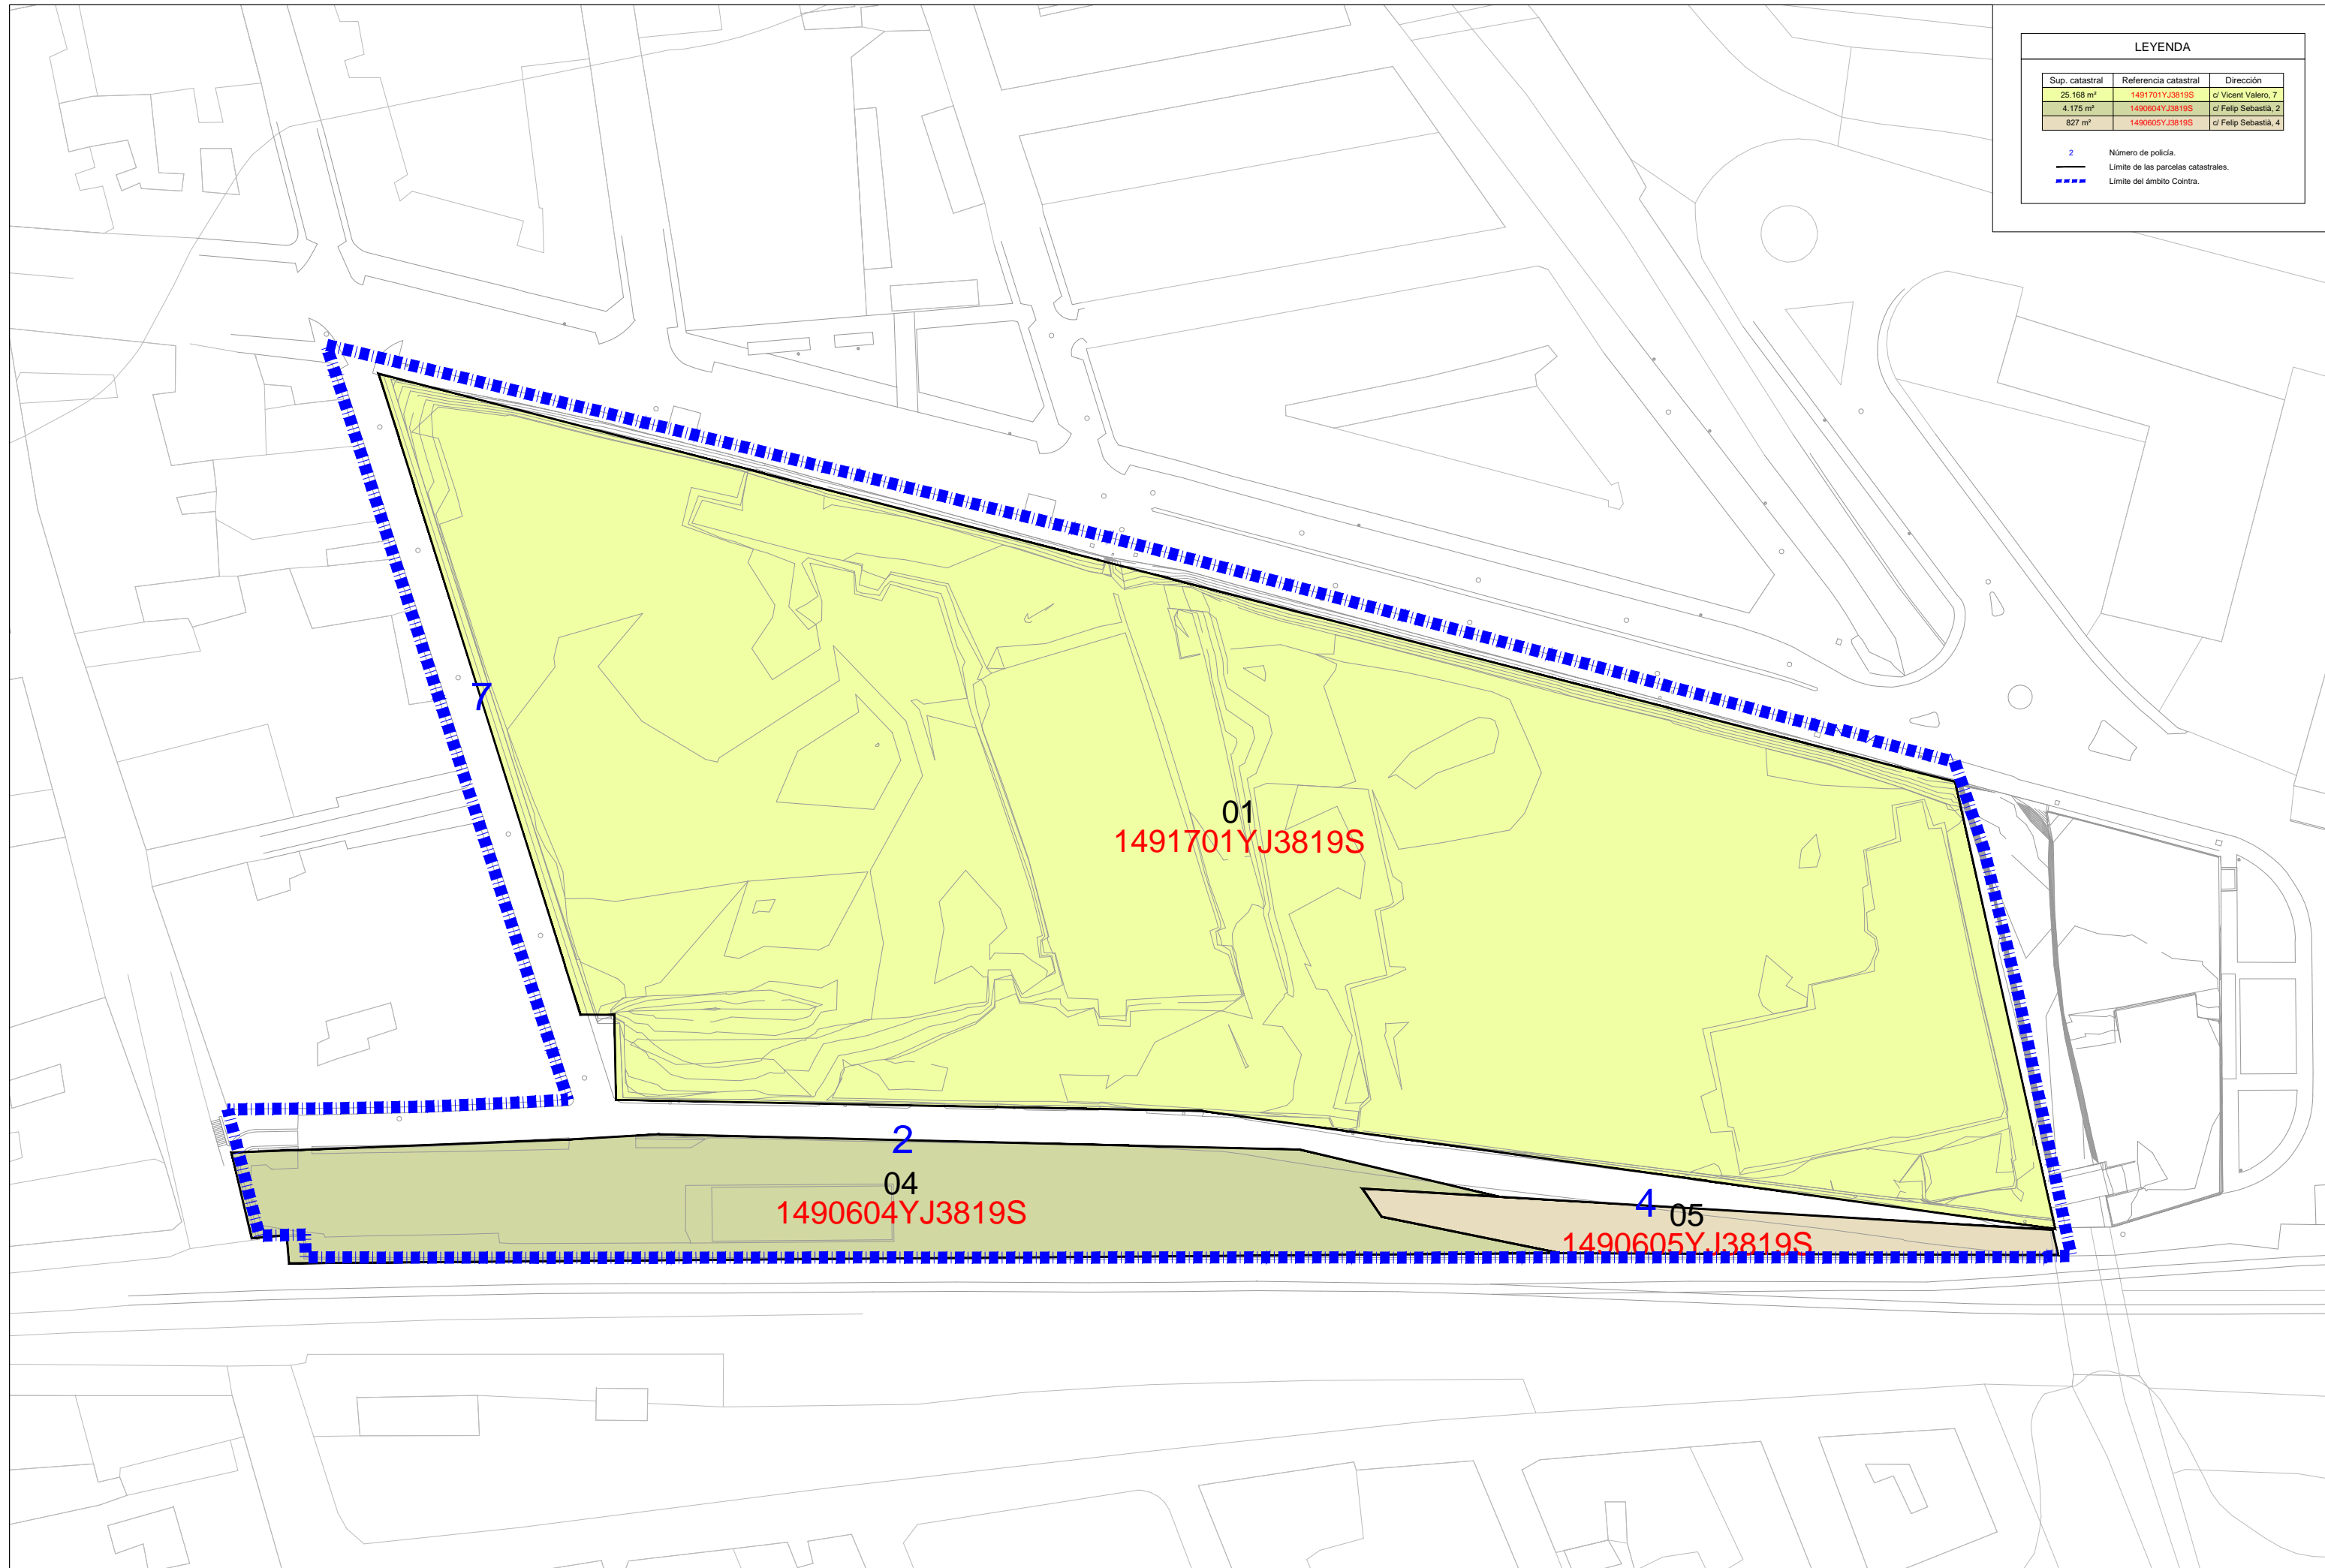 LEYENDA
Sup. catastral Referencia catastral Dirección
25.168 m² 1491701YJ3819S c/ Vicent Valero, 7
4.175 m² 1490604YJ3819S c/ Felip Sebastià, 2
827 m² 1490605YJ3819S c/ Felip Sebastià, 4
2 Número de policía.
Límite de las parcelas catastrales.
Límite del ámbito Cointra.
7
01
1491701YJ3819S
2
04
1490604YJ3819S
4
05
1490605YJ3819S